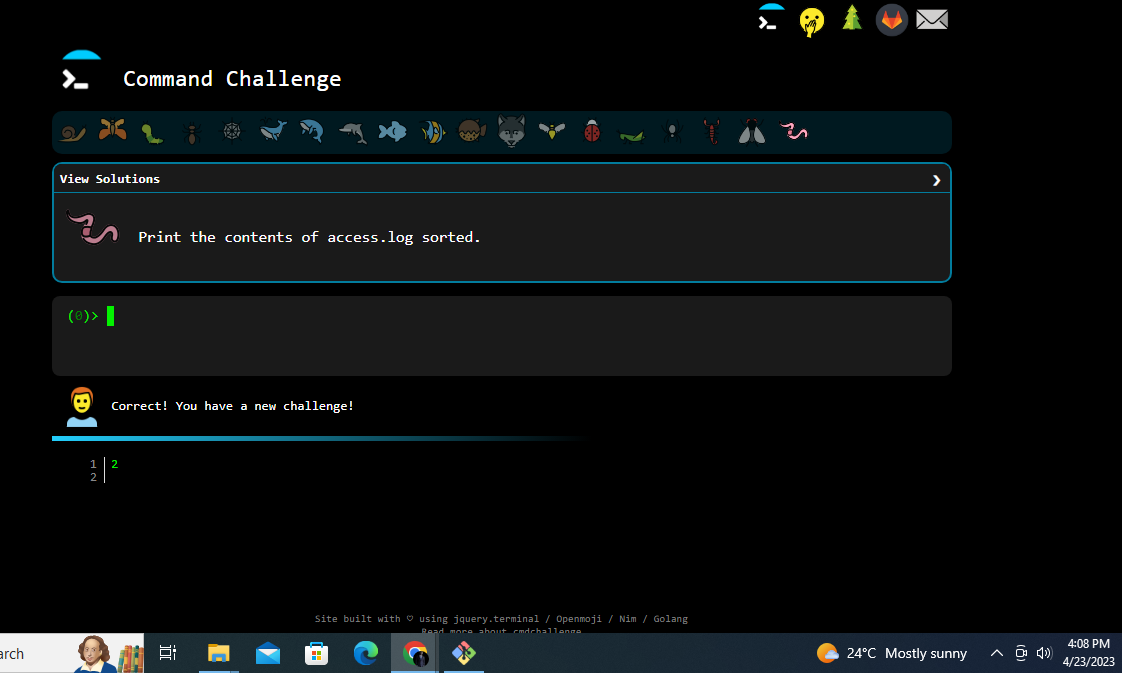 Command Challenge
View Solutions
Print the contents of access.log sorted.
(0)>
Correct! You have a new challenge!
1 2
2
Site built with ♡ using jquery.terminal / Openmoji / Nim / Golang
Read more about cmdchallenge
arch
24°C Mostly sunny
4:08 PM
4/23/2023